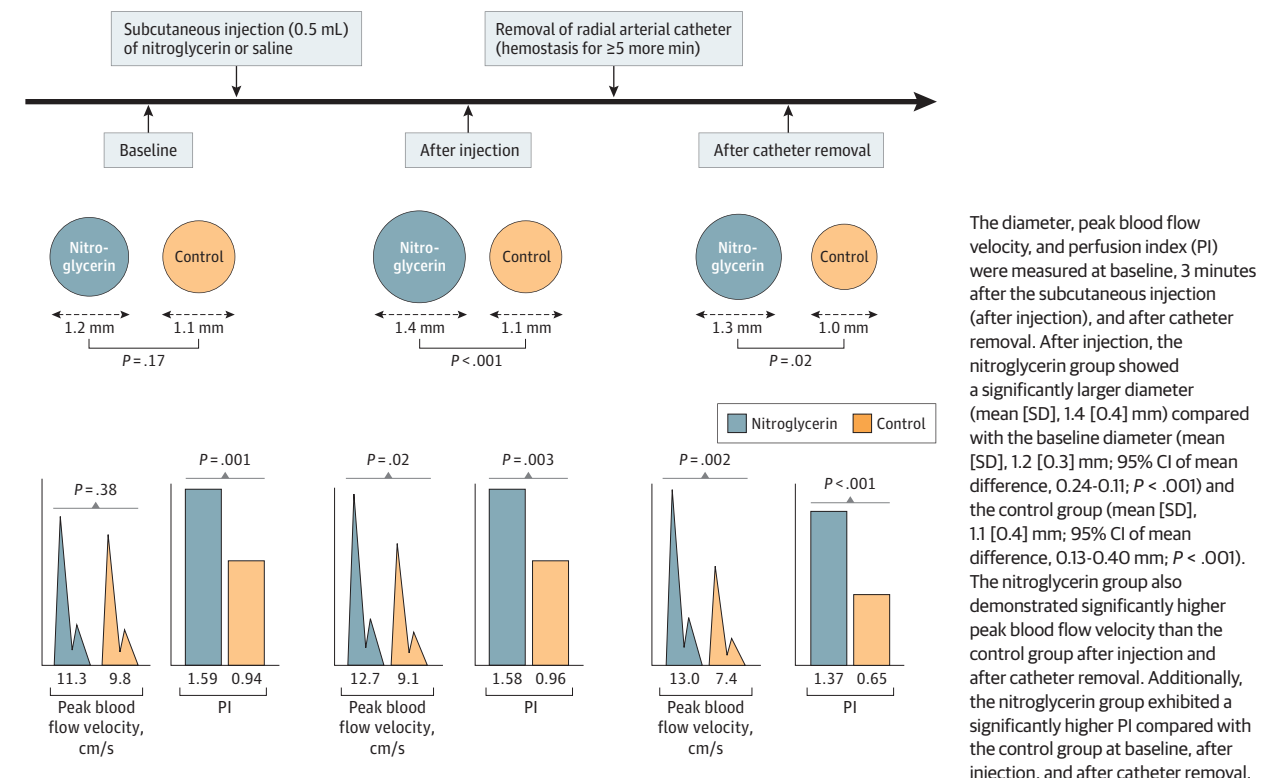 Subcutaneous injection (0.5 mL)
of nitroglycerin or saline
Removal of radial arterial catheter
(hemostasis for ≥5 more min)
Baseline
After injection
After catheter removal
Nitro-
glycerin
Control
Nitro-
glycerin
Control
Nitro-
glycerin
Control
1.2 mm
1.1 mm
1.4 mm
1.1 mm
1.3 mm
1.0 mm
P = .17
P < .001
P = .02
Nitroglycerin
Control
P = .38
P = .001
P = .02
P = .003
P = .002
P < .001
11.3
9.8
1.59
0.94
12.7
9.1
1.58
0.96
13.0
7.4
1.37
0.65
Peak blood
flow velocity,
cm/s
PI
Peak blood
flow velocity,
cm/s
PI
Peak blood
flow velocity,
cm/s
PI
The diameter, peak blood flow
velocity, and perfusion index (PI)
were measured at baseline, 3 minutes
after the subcutaneous injection
(after injection), and after catheter
removal. After injection, the
nitroglycerin group showed
a significantly larger diameter
(mean [SD], 1.4 [0.4] mm) compared
with the baseline diameter (mean
[SD], 1.2 [0.3] mm; 95% CI of mean
difference, 0.24-0.11; P < .001) and
the control group (mean [SD],
1.1 [0.4] mm; 95% CI of mean
difference, 0.13-0.40 mm; P < .001).
The nitroglycerin group also
demonstrated significantly higher
peak blood flow velocity than the
control group after injection and
after catheter removal. Additionally,
the nitroglycerin group exhibited a
significantly higher PI compared with
the control group at baseline, after
injection, and after catheter removal.